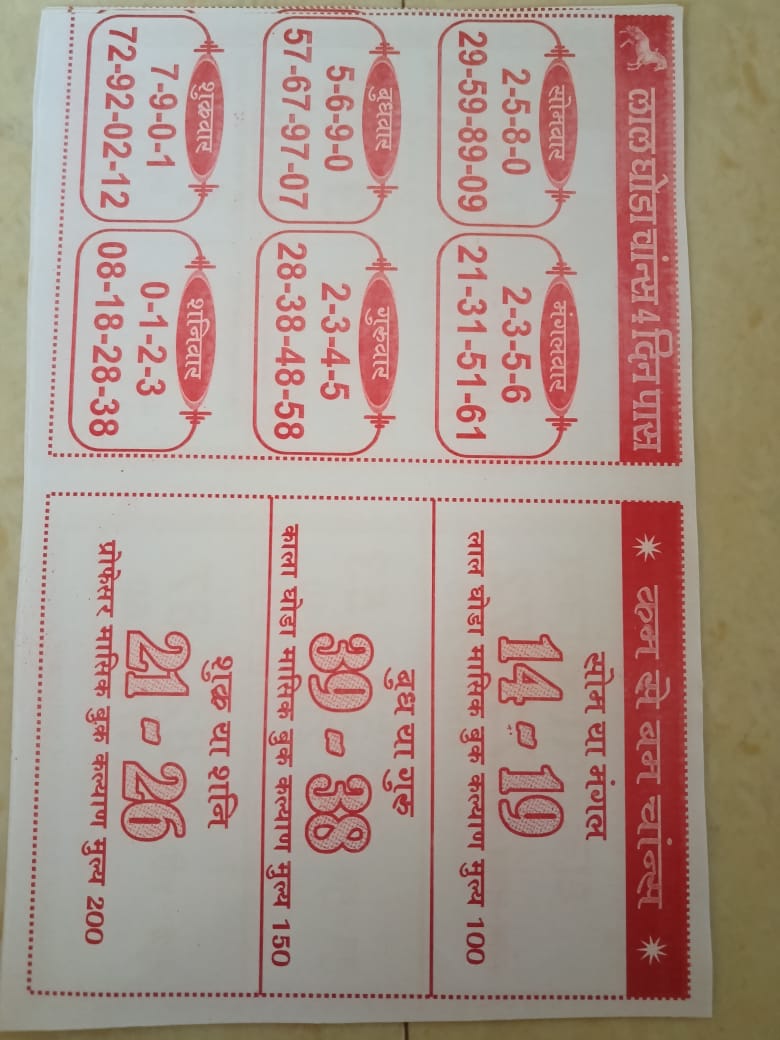 लाल घोडा चांन्स 4 दिन पास
सोमवार
2-5-8-0
29-59-89-09
मंगलवार
2-3-5-6
21-31-51-61
बुधवार
5-6-9-0
57-67-97-07
गुरुवार
2-3-4-5
28-38-48-58
शुक्रवार
7-9-0-1
72-92-02-12
शनिवार
0-1-2-3
08-18-28-38
कम से कम चांन्स
सोम या मंगल
14 - 19
लाल घोडा मासिक बुक कल्याण मुल्य 100
बुध या गुरु
39 - 38
काला घोडा मासिक बुक कल्याण मुल्य 150
शुक्र या शनि
21 - 26
प्रोफेसर मासिक बुक कल्याण मुल्य 200